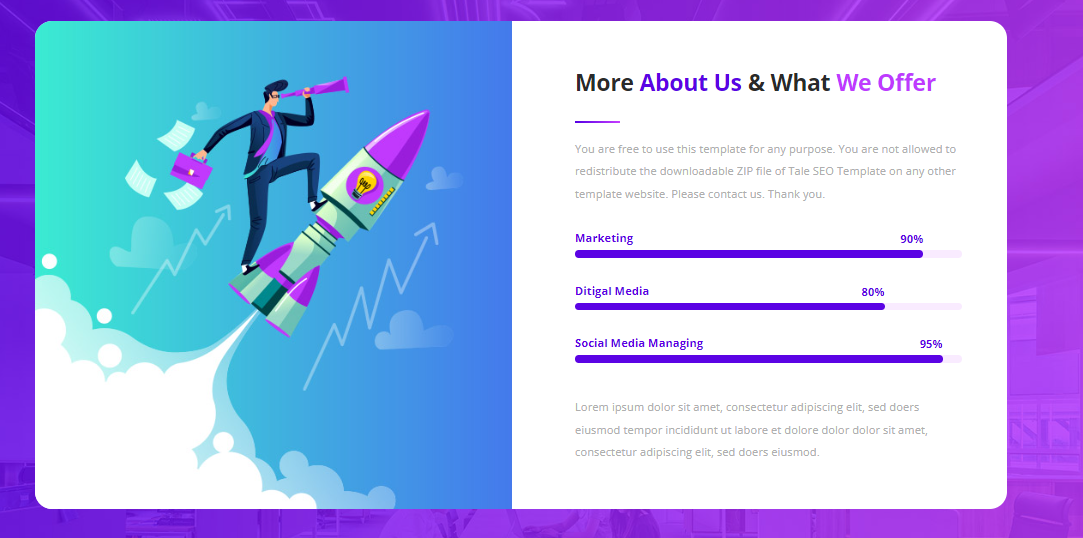 More About Us & What We Offer
You are free to use this template for any purpose. You are not allowed to
redistribute the downloadable ZIP file of Tale SEO Template on any other
template website. Please contact us. Thank you.
Marketing 90%
Ditigal Media 80%
Social Media Managing 95%
Lorem ipsum dolor sit amet, consectetur adipiscing elit, sed doers
eiusmod tempor incididunt ut labore et dolore dolor dolor sit amet,
consectetur adipiscing elit, sed doers eiusmod.